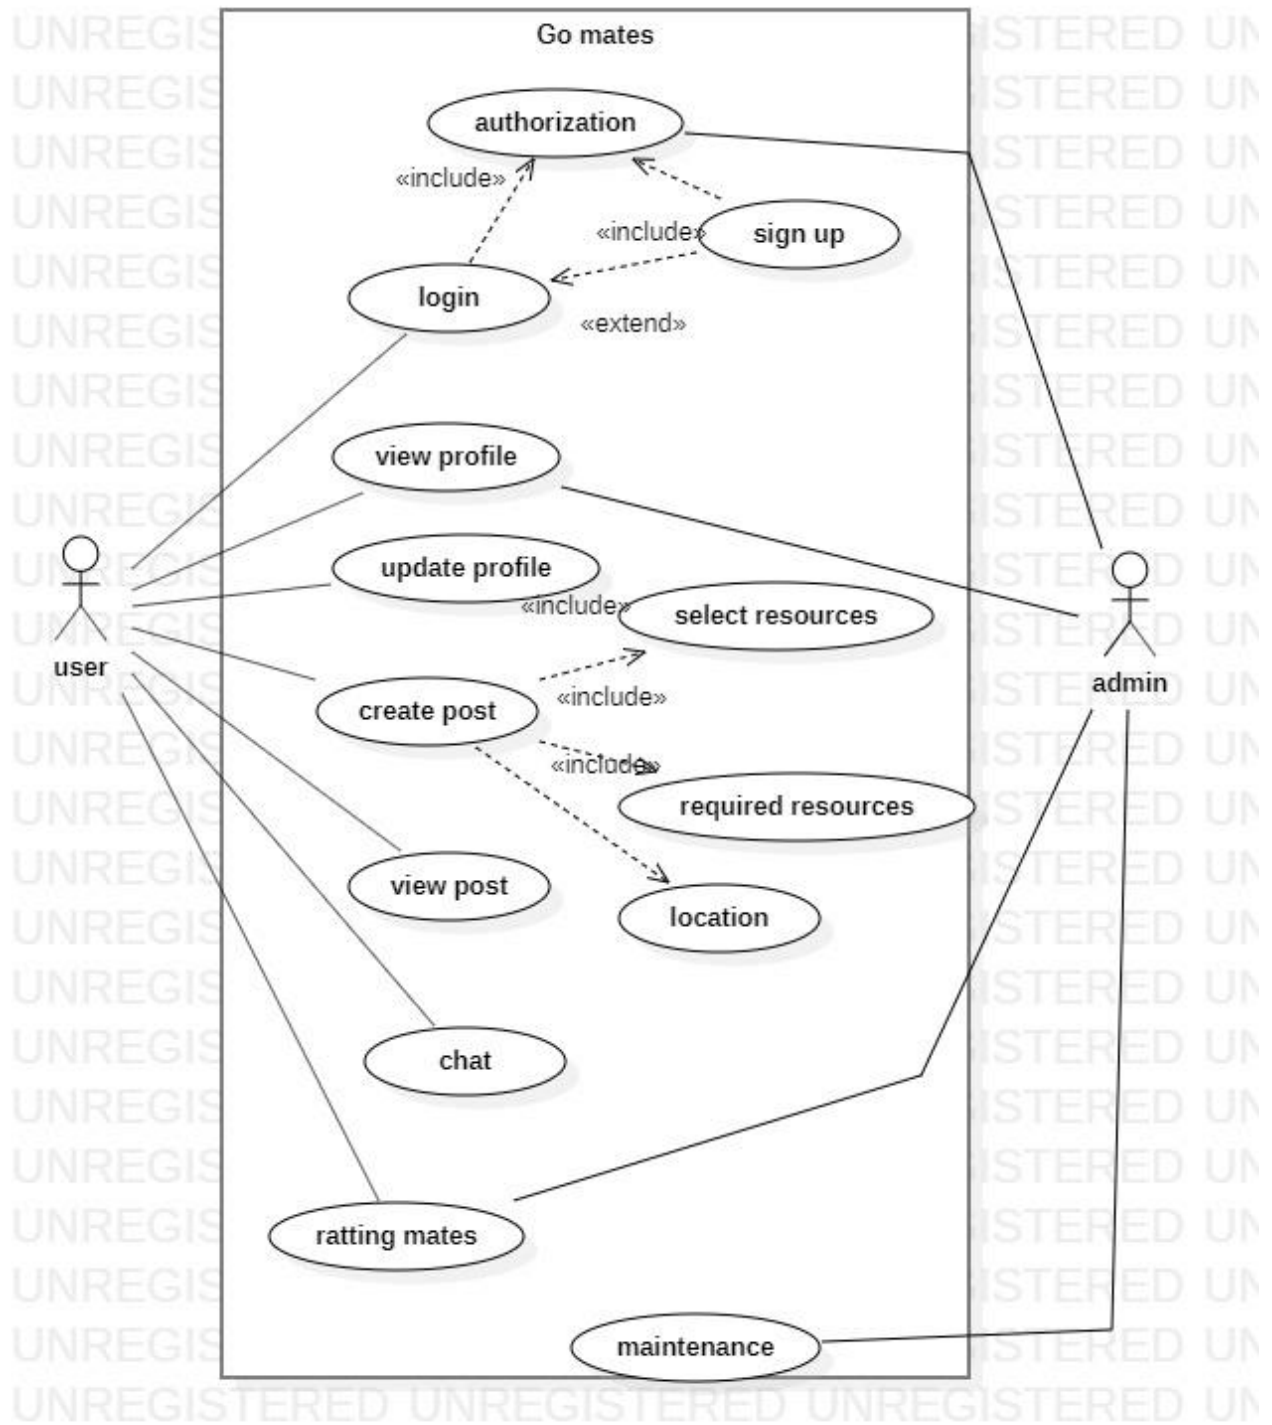 Go mates
authorization
«include»
«include»
sign up
login
«extend»
view profile
update profile
«include»
select resources
user
admin
create post
«include»
«include»
required resources
view post
location
chat
ratting mates
maintenance
UNREGISTERED UNREGISTERED UNREGISTERED UN